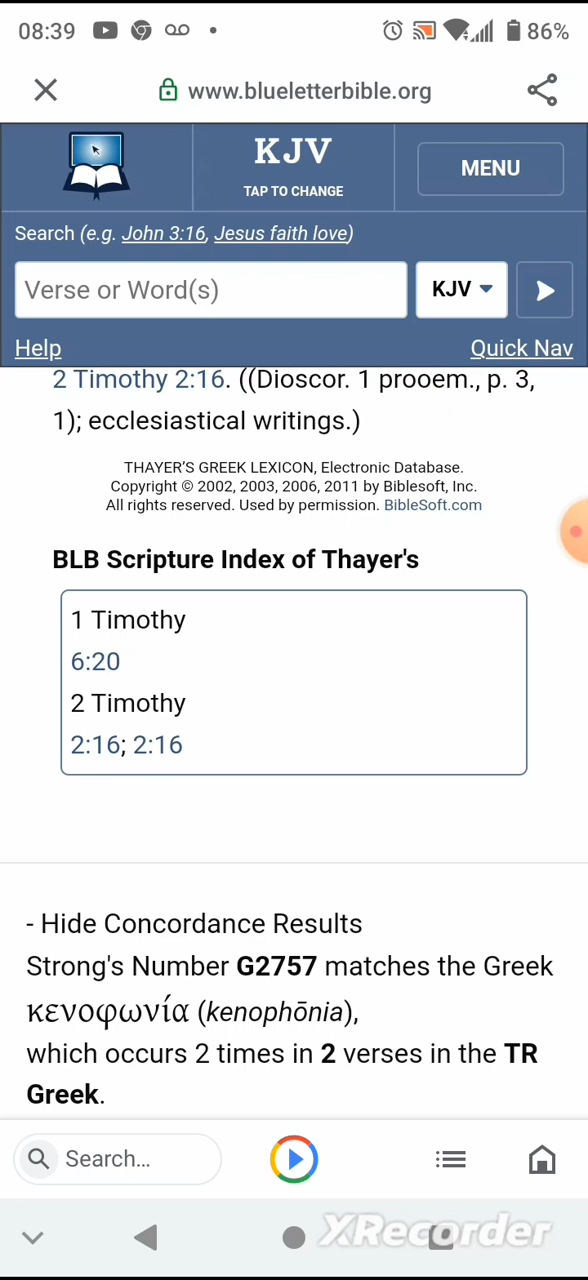 08:39
86%
www.blueletterbible.org
KJV
TAP TO CHANGE
MENU
Search (e.g. John 3:16, Jesus faith love)
Verse or Word(s)
KJV
Help
Quick Nav
2 Timothy 2:16. ((Dioscor. 1 prooem., p. 3,
1); ecclesiastical writings.)
THAYER'S GREEK LEXICON, Electronic Database.
Copyright © 2002, 2003, 2006, 2011 by Biblesoft, Inc.
All rights reserved. Used by permission. BibleSoft.com
BLB Scripture Index of Thayer's
1 Timothy
6:20
2 Timothy
2:16; 2:16
- Hide Concordance Results
Strong's Number G2757 matches the Greek
κενοφωνία (kenophōnia),
which occurs 2 times in 2 verses in the TR
Greek.
Search...
XRecorder